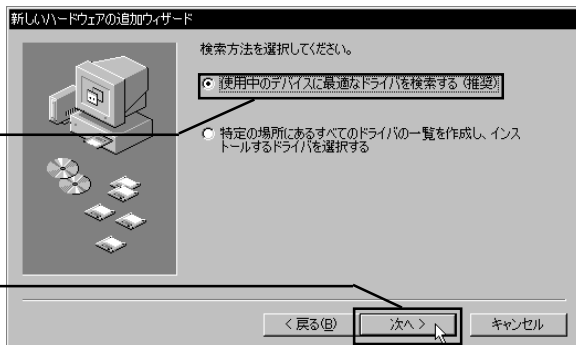 新しいハードウェアの追加ウィザード
検索方法を選択してください。
使用中のデバイスに最適なドライバを検索する (推奨)
特定の場所にあるすべてのドライバの一覧を作成し、インス
トールするドライバを選択する
< 戻る(B)
次へ >
キャンセル